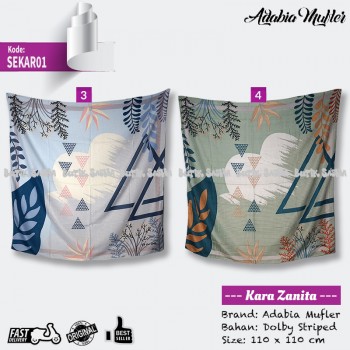 Adabia Mufler
Kode:
SEKAR01
3
4
--- Kara Zanita ---
Brand: Adabia Mufler
Bahan: Dolby Striped
Size: 110 x 110 cm
FAST
DELIVERY
ORIGINAL
BEST
SELLER